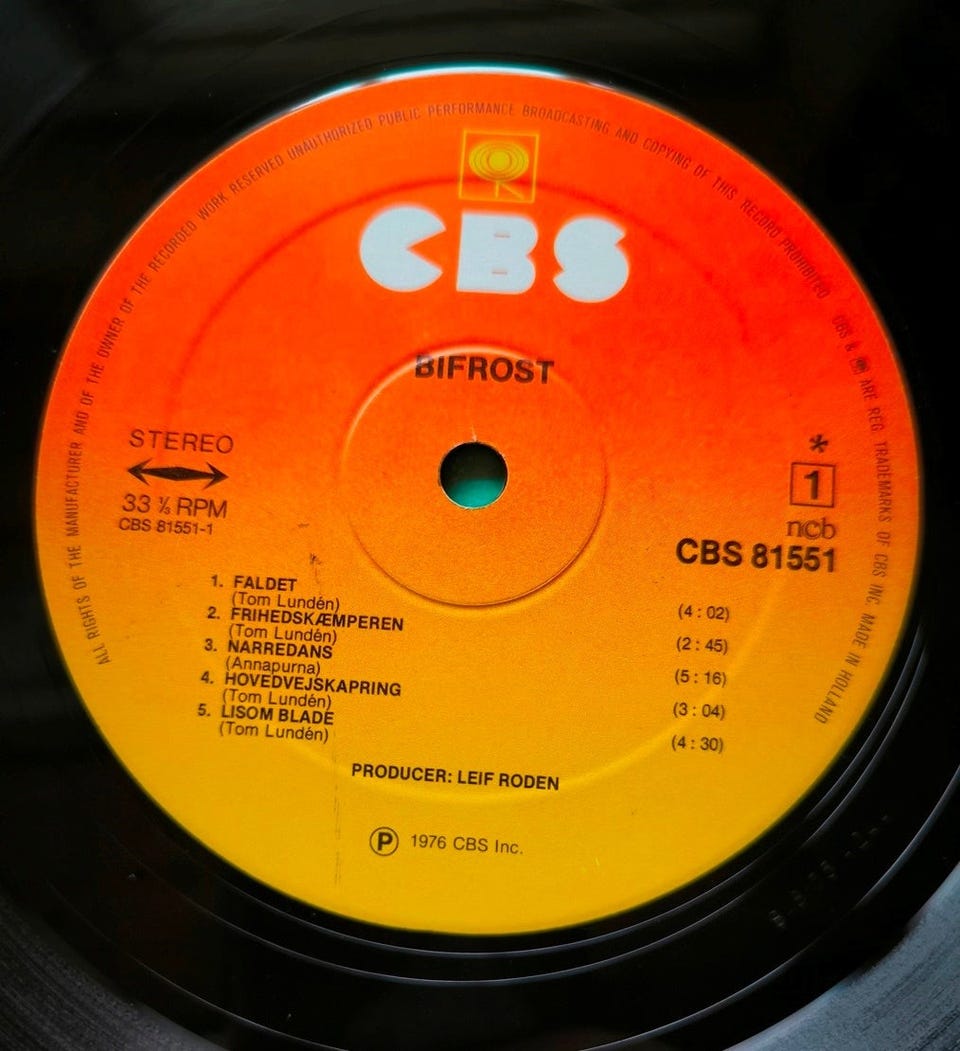 ALL RIGHTS OF THE MANUFACTURER AND OF THE OWNER OF THE RECORDED WORK RESERVED UNAUTHORIZED PUBLIC PERFORMANCE BROADCASTING AND COPYING OF THIS RECORD PROHIBITED
CBS & ARE REG. TRADEMARKS OF CBS INC. MADE IN HOLLAND
CBS
BIFROST
STEREO
33 ⅓ RPM
CBS 81551-1
*
1
ncb
CBS 81551
1. FALDET (4 : 02)
(Tom Lundén)
2. FRIHEDSKÆMPEREN (2 : 45)
(Tom Lundén)
3. NARREDANS (5 : 16)
(Annapurna)
4. HOVEDVEJSKAPRING (3 : 04)
(Tom Lundén)
5. LISOM BLADE (4 : 30)
(Tom Lundén)
PRODUCER: LEIF RODEN
Ⓟ 1976 CBS Inc.